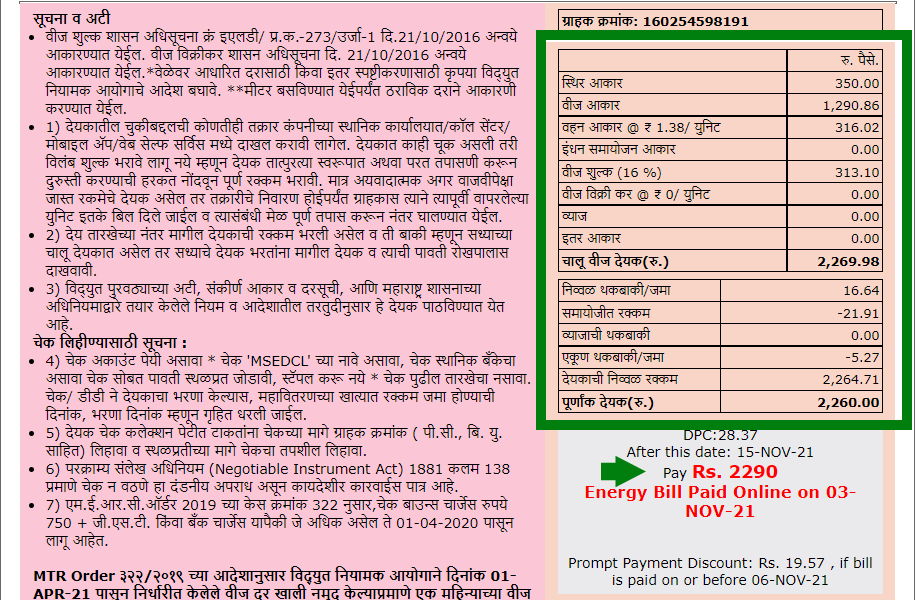 सूचना व अटी
वीज शुल्क शासन अधिसूचना क्रं इएलडी/ प्र.क.-273/उर्जा-1 दि.21/10/2016 अन्वये
आकारण्यात येईल. वीज विक्रीकर शासन अधिसूचना दि. 21/10/2016 अन्वये
आकारण्यात येईल.*वेळेवर आधारित दरासाठी किंवा इतर स्पष्टीकरणासाठी कृपया विद्युत
नियामक आयोगाचे आदेश बघावे. **मीटर बसविण्यात येईपर्यंत ठराविक दराने आकारणी
करण्यात येईल.
1) देयकातील चुकीबद्दलची कोणतीही तक्रार कंपनीच्या स्थानिक कार्यालयात/कॉल सेंटर/
मोबाइल अॅप/वेब सेल्फ सर्विस मध्ये दाखल करावी लागेल. देयकात काही चूक असली तरी
विलंब शुल्क भरावे लागू नये म्हणून देयक तात्पुरत्या स्वरूपात अथवा परत तपासणी करून
दुरुस्ती करण्याची हरकत नोंदवून पूर्ण रक्कम भरावी. मात्र अयवादात्मक अगर वाजवीपेक्षा
जास्त रकमेचे देयक असेल तर तक्रारीचे निवारण होईपर्यंत ग्राहकास त्याने त्यापूर्वी वापरलेल्या
युनिट इतके बिल दिले जाईल व त्यासंबंधी मेळ पूर्ण तपास करून नंतर घालण्यात येईल.
2) देय तारखेच्या नंतर मागील देयकाची रक्कम भरली असेल व ती बाकी म्हणून सध्याच्या
चालू देयकात असेल तर सध्याचे देयक भरतांना मागील देयक व त्याची पावती रोखपालास
दाखवावी.
3) विद्युत पुरवठ्याच्या अटी, संकीर्ण आकार व दरसूची, आणि महाराष्ट्र शासनाच्या
अधिनियमाद्वारे तयार केलेले नियम व आदेशातील तरतुदीनुसार हे देयक पाठविण्यात येत
आहे.
चेक लिहीण्यासाठी सूचना :
4) चेक अकाउंट पेयी असावा * चेक 'MSEDCL' च्या नावे असावा, चेक स्थानिक बँकेचा
असावा चेक सोबत पावती स्थळप्रत जोडावी, स्टॅपल करू नये * चेक पुढील तारखेचा नसावा.
चेक/ डीडी ने देयकाचा भरणा केल्यास, महावितरणच्या खात्यात रक्कम जमा होण्याची
दिनांक, भरणा दिनांक म्हणून गृहित धरली जाईल.
5) देयक चेक कलेक्शन पेटीत टाकतांना चेकच्या मागे ग्राहक क्रमांक ( पी.सी., बि. यु.
साहित) लिहावा व स्थळप्रतीच्या मागे चेकचा तपशील लिहावा.
6) परक्राम्य संलेख अधिनियम (Negotiable Instrument Act) 1881 कलम 138
प्रमाणे चेक न वठणे हा दंडनीय अपराध असून कायदेशीर कारवाईस पात्र आहे.
7) एम.ई.आर.सी.ऑर्डर 2019 च्या केस क्रमांक 322 नुसार,चेक बाउन्स चार्जेस रुपये
750 + जी.एस.टी. किंवा बँक चार्जेस यापैकी जे अधिक असेल ते 01-04-2020 पासून
लागू आहेत.
MTR Order ३२२/२०१९ च्या आदेशानुसार विद्युत नियामक आयोगाने दिनांक 01-
APR-21 पासून निर्धारीत केलेले वीज दर खाली नमूद केल्याप्रमाणे एक महिन्याच्या वीज
ग्राहक क्रमांक: 160254598191
रु. पैसे.
स्थिर आकार 350.00
वीज आकार 1,290.86
वहन आकार @ ₹ 1.38/ युनिट 316.02
इंधन समायोजन आकार 0.00
वीज शुल्क (16 %) 313.10
वीज विक्री कर @ ₹ 0/ युनिट 0.00
व्याज 0.00
इतर आकार 0.00
चालू वीज देयक(रु.) 2,269.98
निव्वळ थकबाकी/जमा 16.64
समायोजीत रक्कम -21.91
व्याजाची थकबाकी 0.00
एकूण थकबाकी/जमा -5.27
देयकाची निव्वळ रक्कम 2,264.71
पूर्णांक देयक(रु.) 2,260.00
DPC:28.37
After this date: 15-NOV-21
Pay Rs. 2290
Energy Bill Paid Online on 03-
NOV-21
Prompt Payment Discount: Rs. 19.57 , if bill
is paid on or before 06-NOV-21